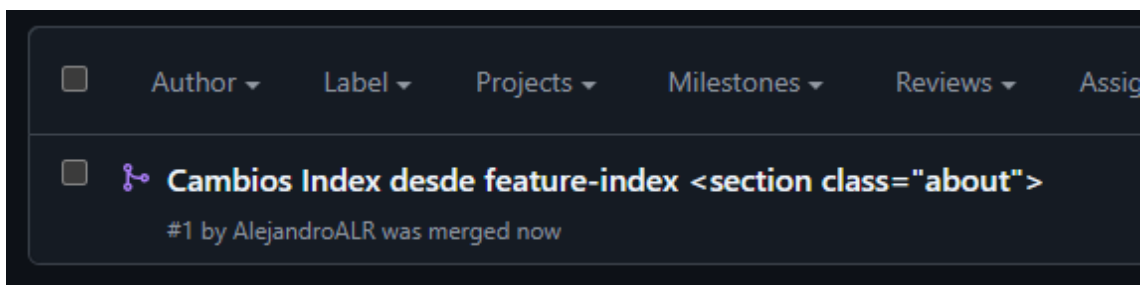 Author Label Projects Milestones Reviews
Cambios Index desde feature-index <section class="about">
#1 by AlejandroALR was merged now